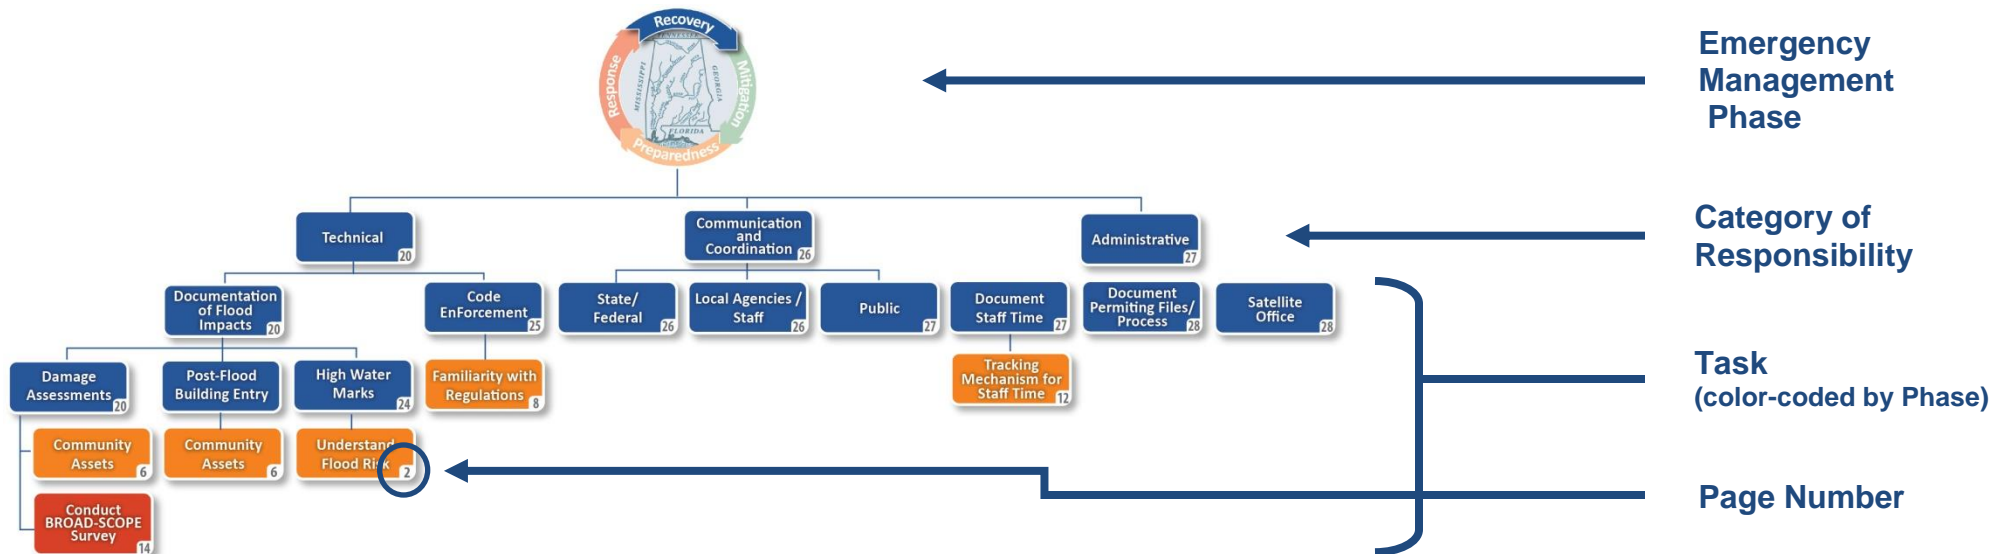 Recovery
Response
Mitigation
Preparedness
TENNESSEE
MISSISSIPPI
GEORGIA
FLORIDA
Emergency
Management
Phase
Technical
20
Communication
and
Coordination
26
Administrative
27
Category of
Responsibility
Documentation
of Flood
Impacts
20
Code
EnForcement
25
State/
Federal
26
Local Agencies /
Staff
26
Public
27
Document
Staff Time
27
Document
Permiting Files/
Process
28
Satellite
Office
28
Damage
Assessments
20
Post-Flood
Building Entry
High Water
Marks
24
Familiarity with
Regulations
8
Tracking
Mechanism for
Staff Time
12
Task
(color-coded by Phase)
Community
Assets
6
Community
Assets
6
Understand
Flood Risk
2
Page Number
Conduct
BROAD-SCOPE
Survey
14